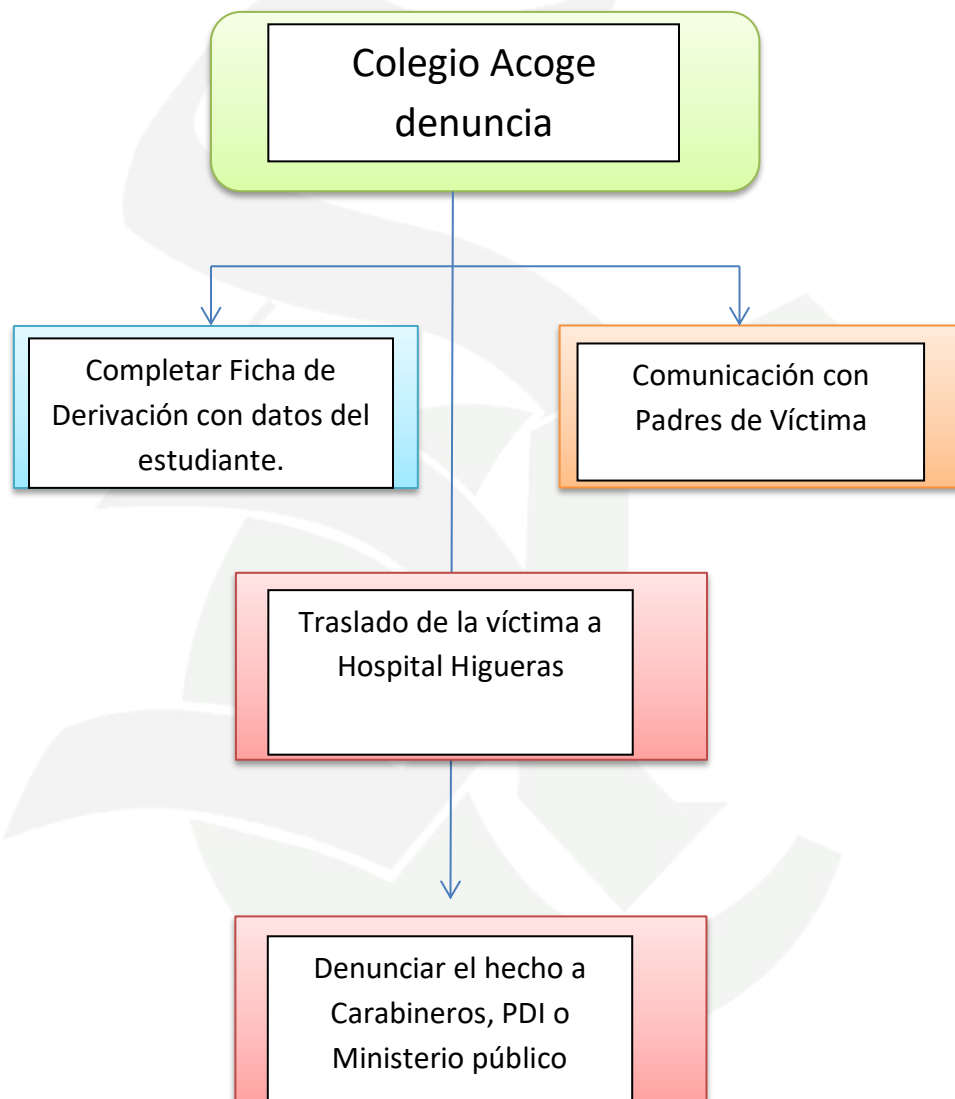 Colegio Acoge
denuncia
Completar Ficha de
Derivación con datos del
estudiante.
Comunicación con
Padres de Víctima
Traslado de la víctima a
Hospital Higueras
Denunciar el hecho a
Carabineros, PDI o
Ministerio público